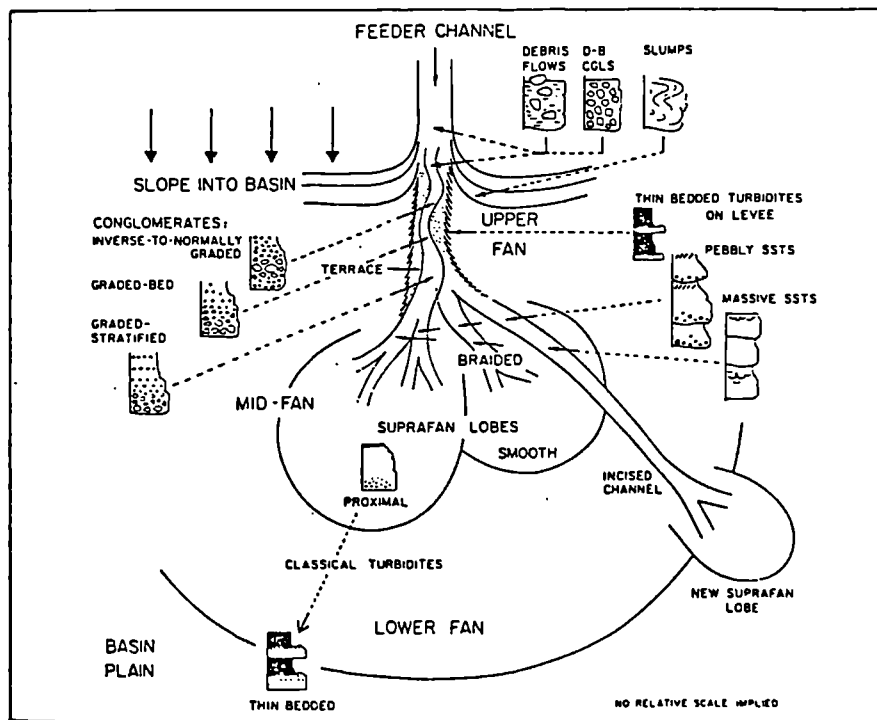 FEEDER CHANNEL
DEBRIS FLOWS
D-B CGLS
SLUMPS
SLOPE INTO BASIN
CONGLOMERATES:
INVERSE-TO-NORMALLY
GRADED
GRADED-BED
GRADED-
STRATIFIED
TERRACE
UPPER
FAN
THIN BEDDED TURBIDITES
ON LEVEE
PEBBLY SSTS
MASSIVE SSTS
BRAIDED
MID-FAN
SUPRAFAN LOBES
SMOOTH
PROXIMAL
INCISED
CHANNEL
CLASSICAL TURBIDITES
NEW SUPRAFAN
LOBE
LOWER FAN
BASIN
PLAIN
THIN BEDDED
NO RELATIVE SCALE IMPLIED